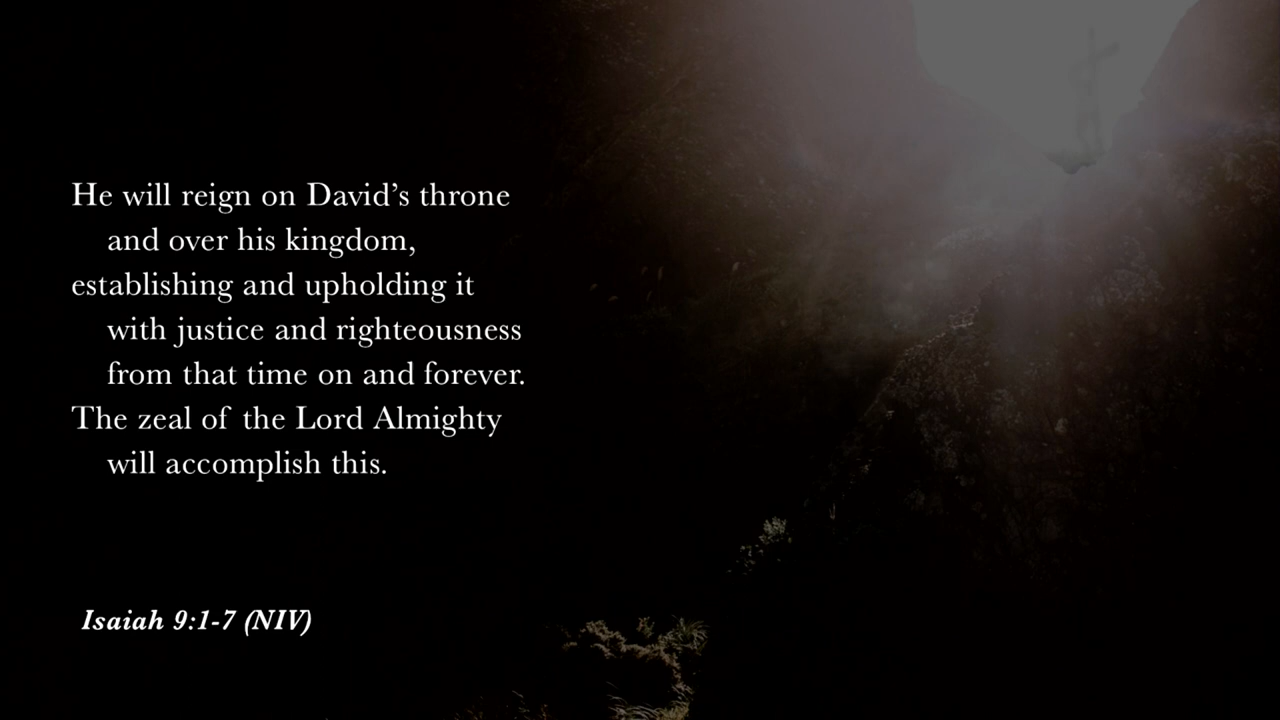 He will reign on David’s throne
and over his kingdom,
establishing and upholding it
with justice and righteousness
from that time on and forever.
The zeal of the Lord Almighty
will accomplish this.
Isaiah 9:1-7 (NIV)